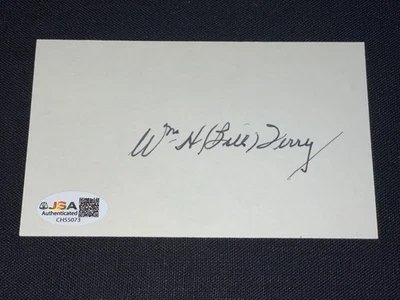 Wm H (Bill) Terry
JSA
Authenticated
CH55073